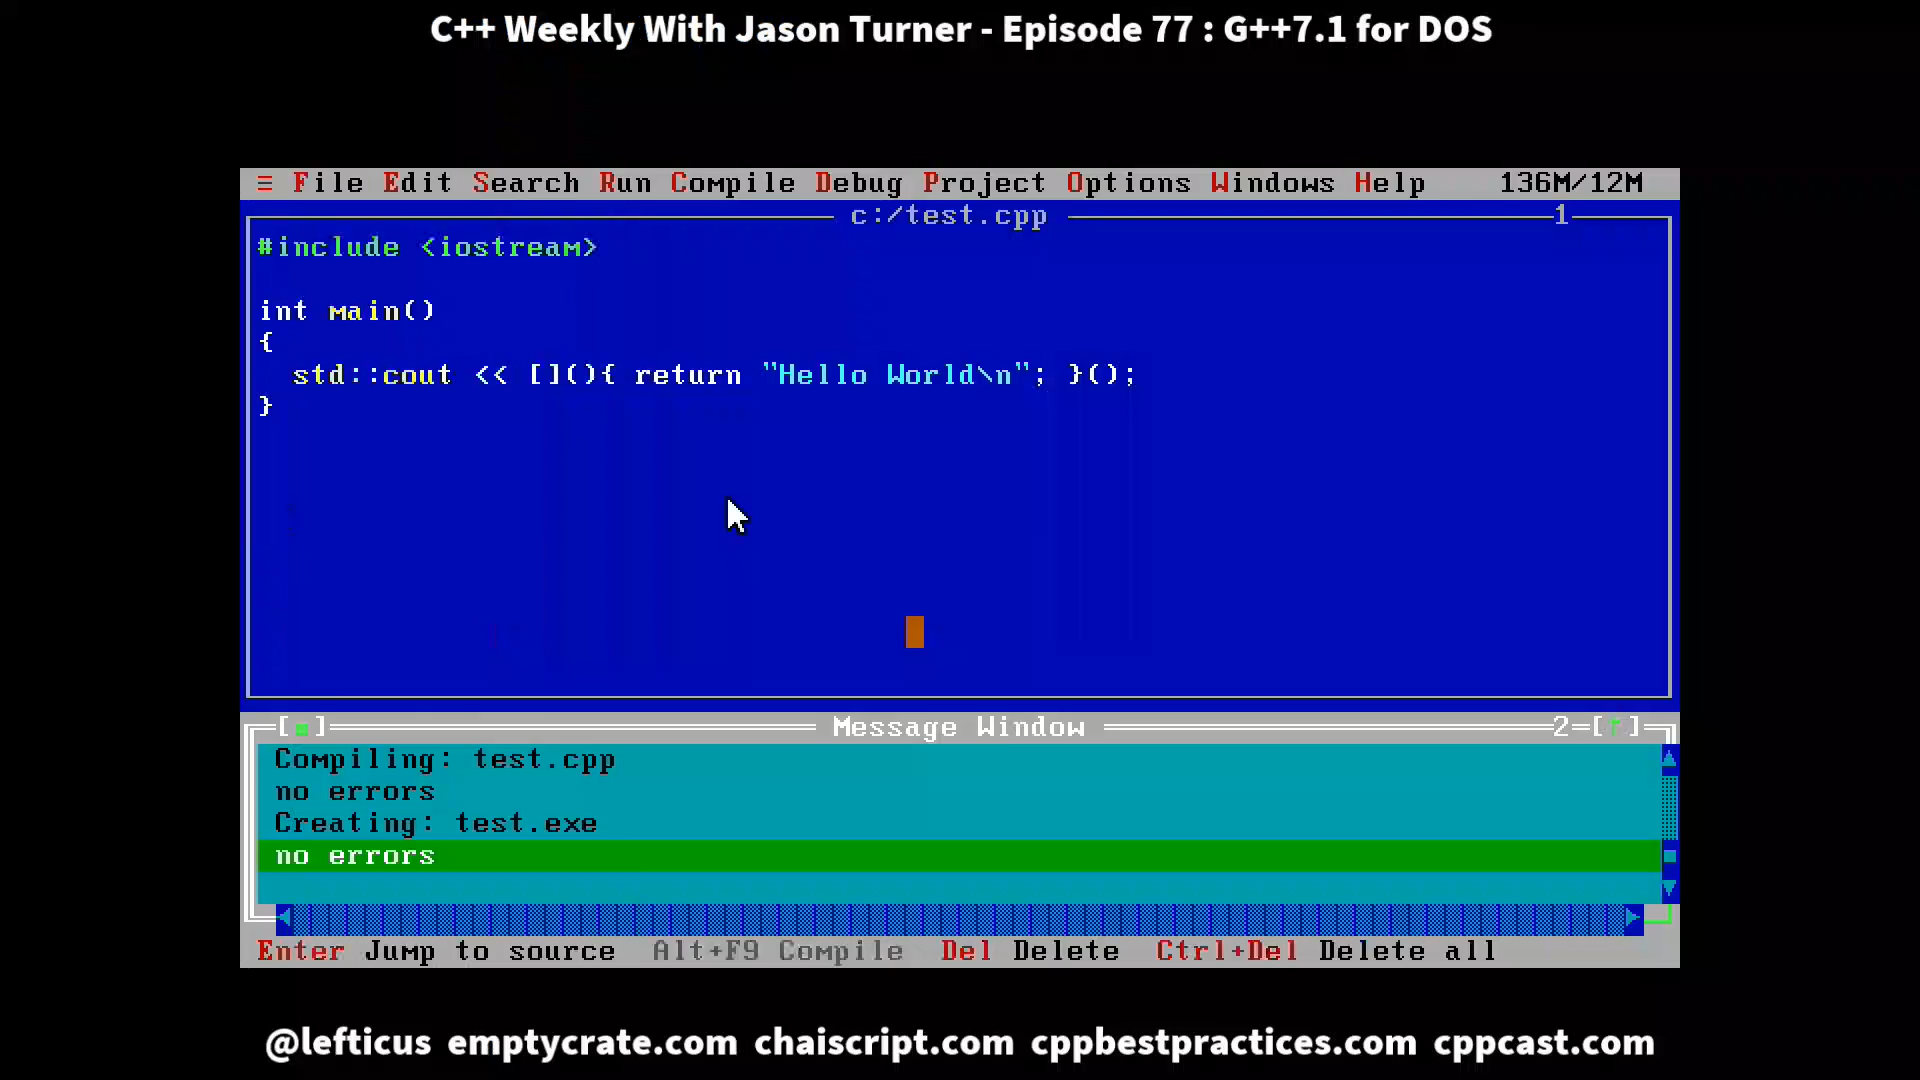 C++ Weekly With Jason Turner - Episode 77 : G++7.1 for DOS
≡ File Edit Search Run Compile Debug Project Options Windows Help 136M/12M
c:/test.cpp 1
#include <iostream>
int main()
{
  std::cout << [](){ return "Hello World\n"; }();
}
[■] Message Window 2=[↑]
Compiling: test.cpp
no errors
Creating: test.exe
no errors
Enter Jump to source Alt+F9 Compile Del Delete Ctrl+Del Delete all
@lefticus emptycrate.com chaiscript.com cppbestpractices.com cppcast.com